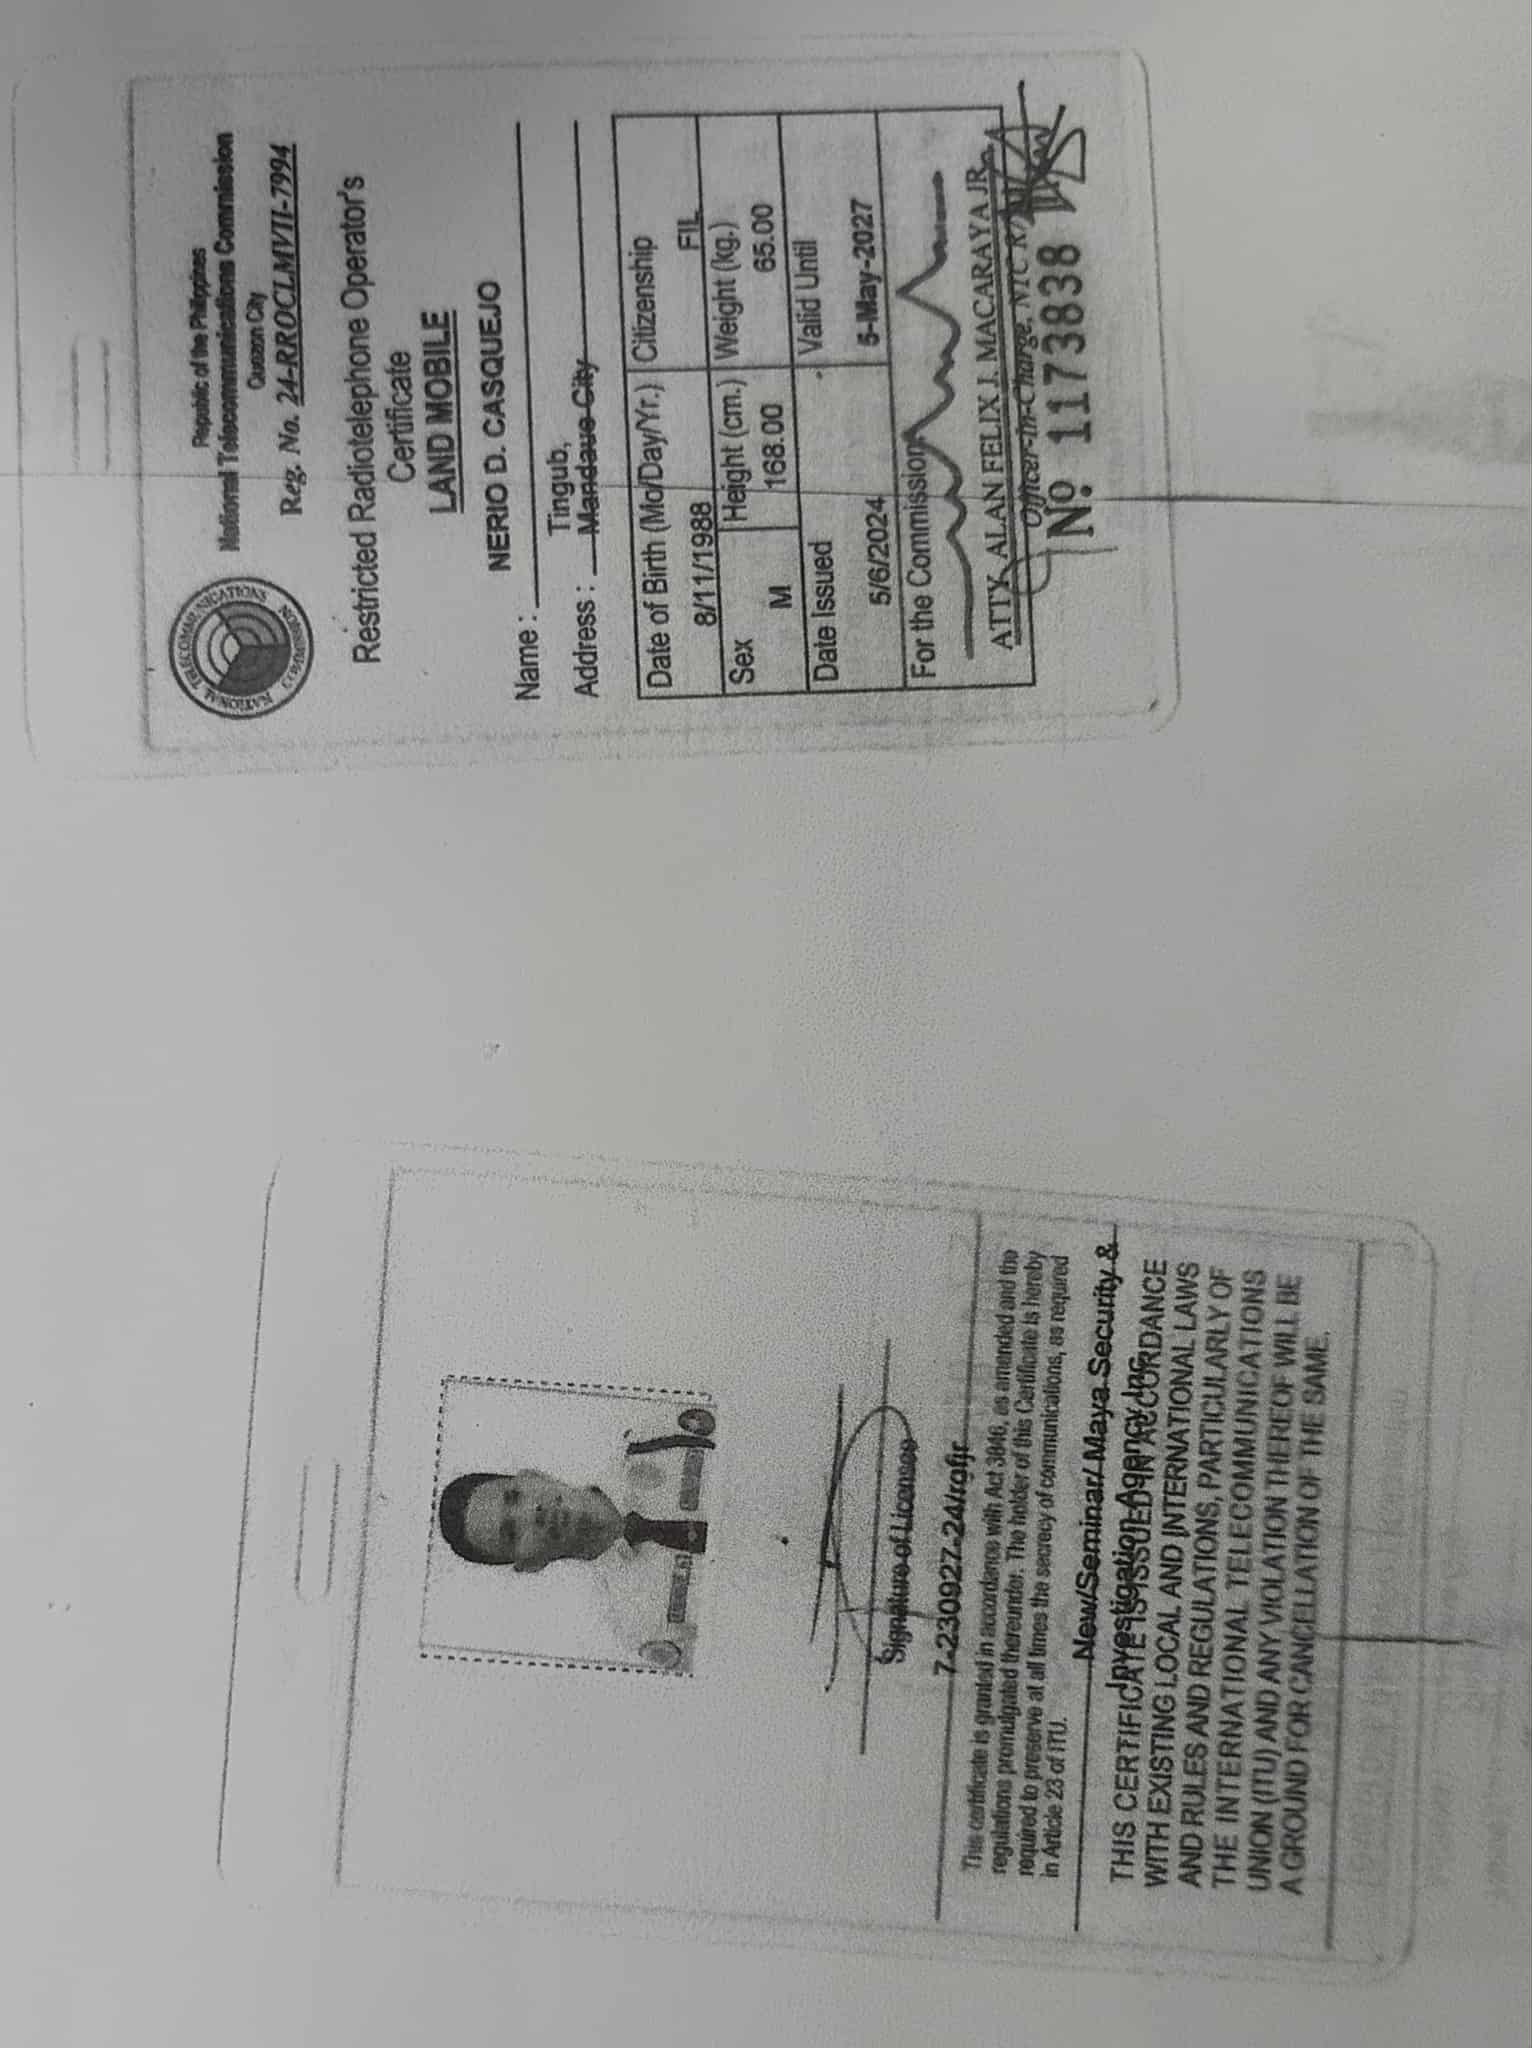 Republic of the Philippines
National Telecommunications Commission
Quezon City
Reg. No. 24-RROCLMVII-7994
NATIONAL TELECOMMUNICATIONS COMMISSION
Restricted Radiotelephone Operator's
Certificate
LAND MOBILE
Name : NERIO D. CASQUEJO
Tingub,
Address : Mandaue City
Date of Birth (Mo/Day/Yr.) Citizenship
8/11/1988 FIL
Sex Height (cm.) Weight (kg.)
M 168.00 65.00
Date Issued Valid Until
5/6/2024 5-May-2027
For the Commission
ATTY. ALAN FELIX J. MACARAYA JR.
Officer-in-Charge, NTC
No. 1173838
Signature of Licensee
7-230927-24/rgfjr
This certificate is granted in accordance with Act 3846, as amended and the
regulations promulgated thereunder. The holder of this Certificate is hereby
required to preserve at all times the secrecy of communications, as required
in Article 23 of ITU.
New/Seminar/ Maya Security &
Investigation Agency Inc.
THIS CERTIFICATE IS ISSUED IN ACCORDANCE
WITH EXISTING LOCAL AND INTERNATIONAL LAWS
AND RULES AND REGULATIONS, PARTICULARLY OF
THE INTERNATIONAL TELECOMMUNICATIONS
UNION (ITU) AND ANY VIOLATION THEREOF WILL BE
A GROUND FOR CANCELLATION OF THE SAME.